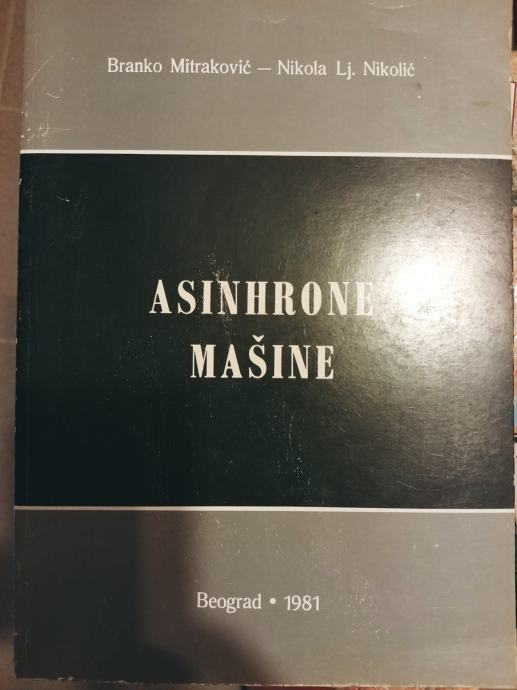 Branko Mitraković — Nikola Lj. Nikolić
ASINHRONE
MAŠINE
Beograd • 1981